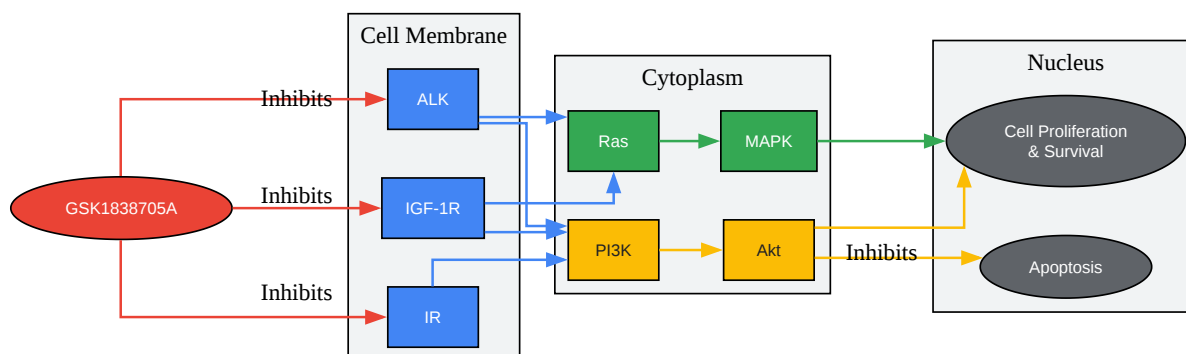 Cell Membrane
Cytoplasm
Nucleus
Inhibits
ALK
Ras
MAPK
Cell Proliferation
& Survival
GSK1838705A
Inhibits
IGF-1R
PI3K
Akt
Inhibits
Apoptosis
Inhibits
IR